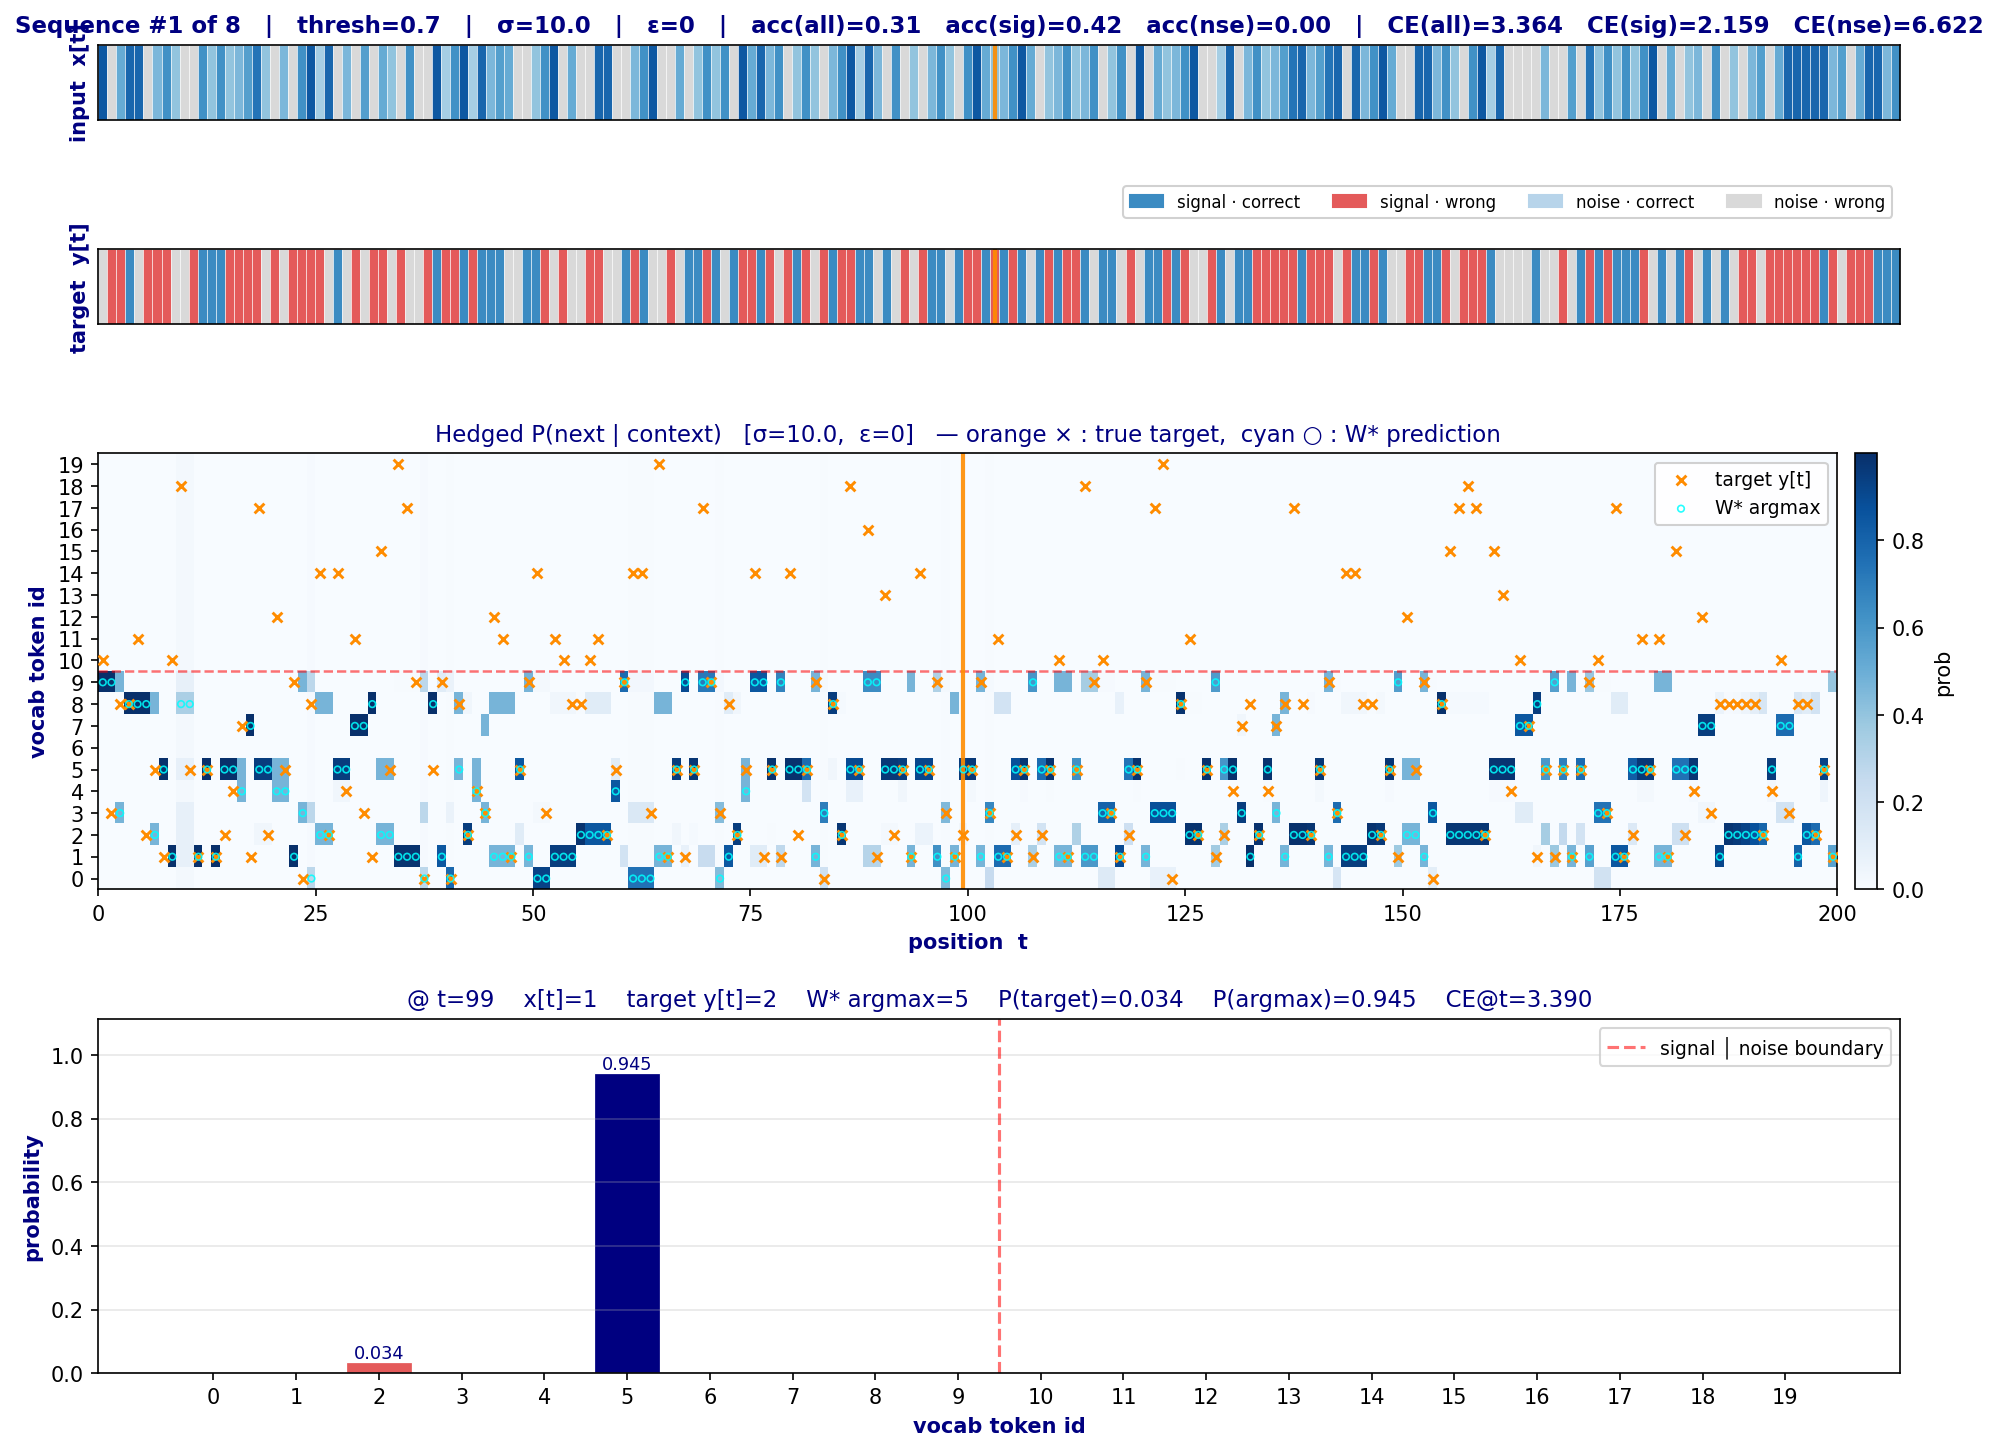 Sequence #1 of 8 | thresh=0.7 | σ=10.0 | ε=0 | acc(all)=0.31 acc(sig)=0.42 acc(nse)=0.00 | CE(all)=3.364 CE(sig)=2.159 CE(nse)=6.622
input x[t]
signal · correct
signal · wrong
noise · correct
noise · wrong
target y[t]
Hedged P(next | context) [σ=10.0, ε=0] — orange × : true target, cyan ○ : W* prediction
target y[t]
W* argmax
vocab token id
19
18
17
16
15
14
13
12
11
10
9
8
7
6
5
4
3
2
1
0
0 25 50 75 100 125 150 175 200
position t
0.8
0.6
0.4
0.2
0.0
prob
@ t=99 x[t]=1 target y[t]=2 W* argmax=5 P(target)=0.034 P(argmax)=0.945 CE@t=3.390
signal │ noise boundary
probability
1.0
0.8
0.6
0.4
0.2
0.0
0.945
0.034
0 1 2 3 4 5 6 7 8 9 10 11 12 13 14 15 16 17 18 19
vocab token id